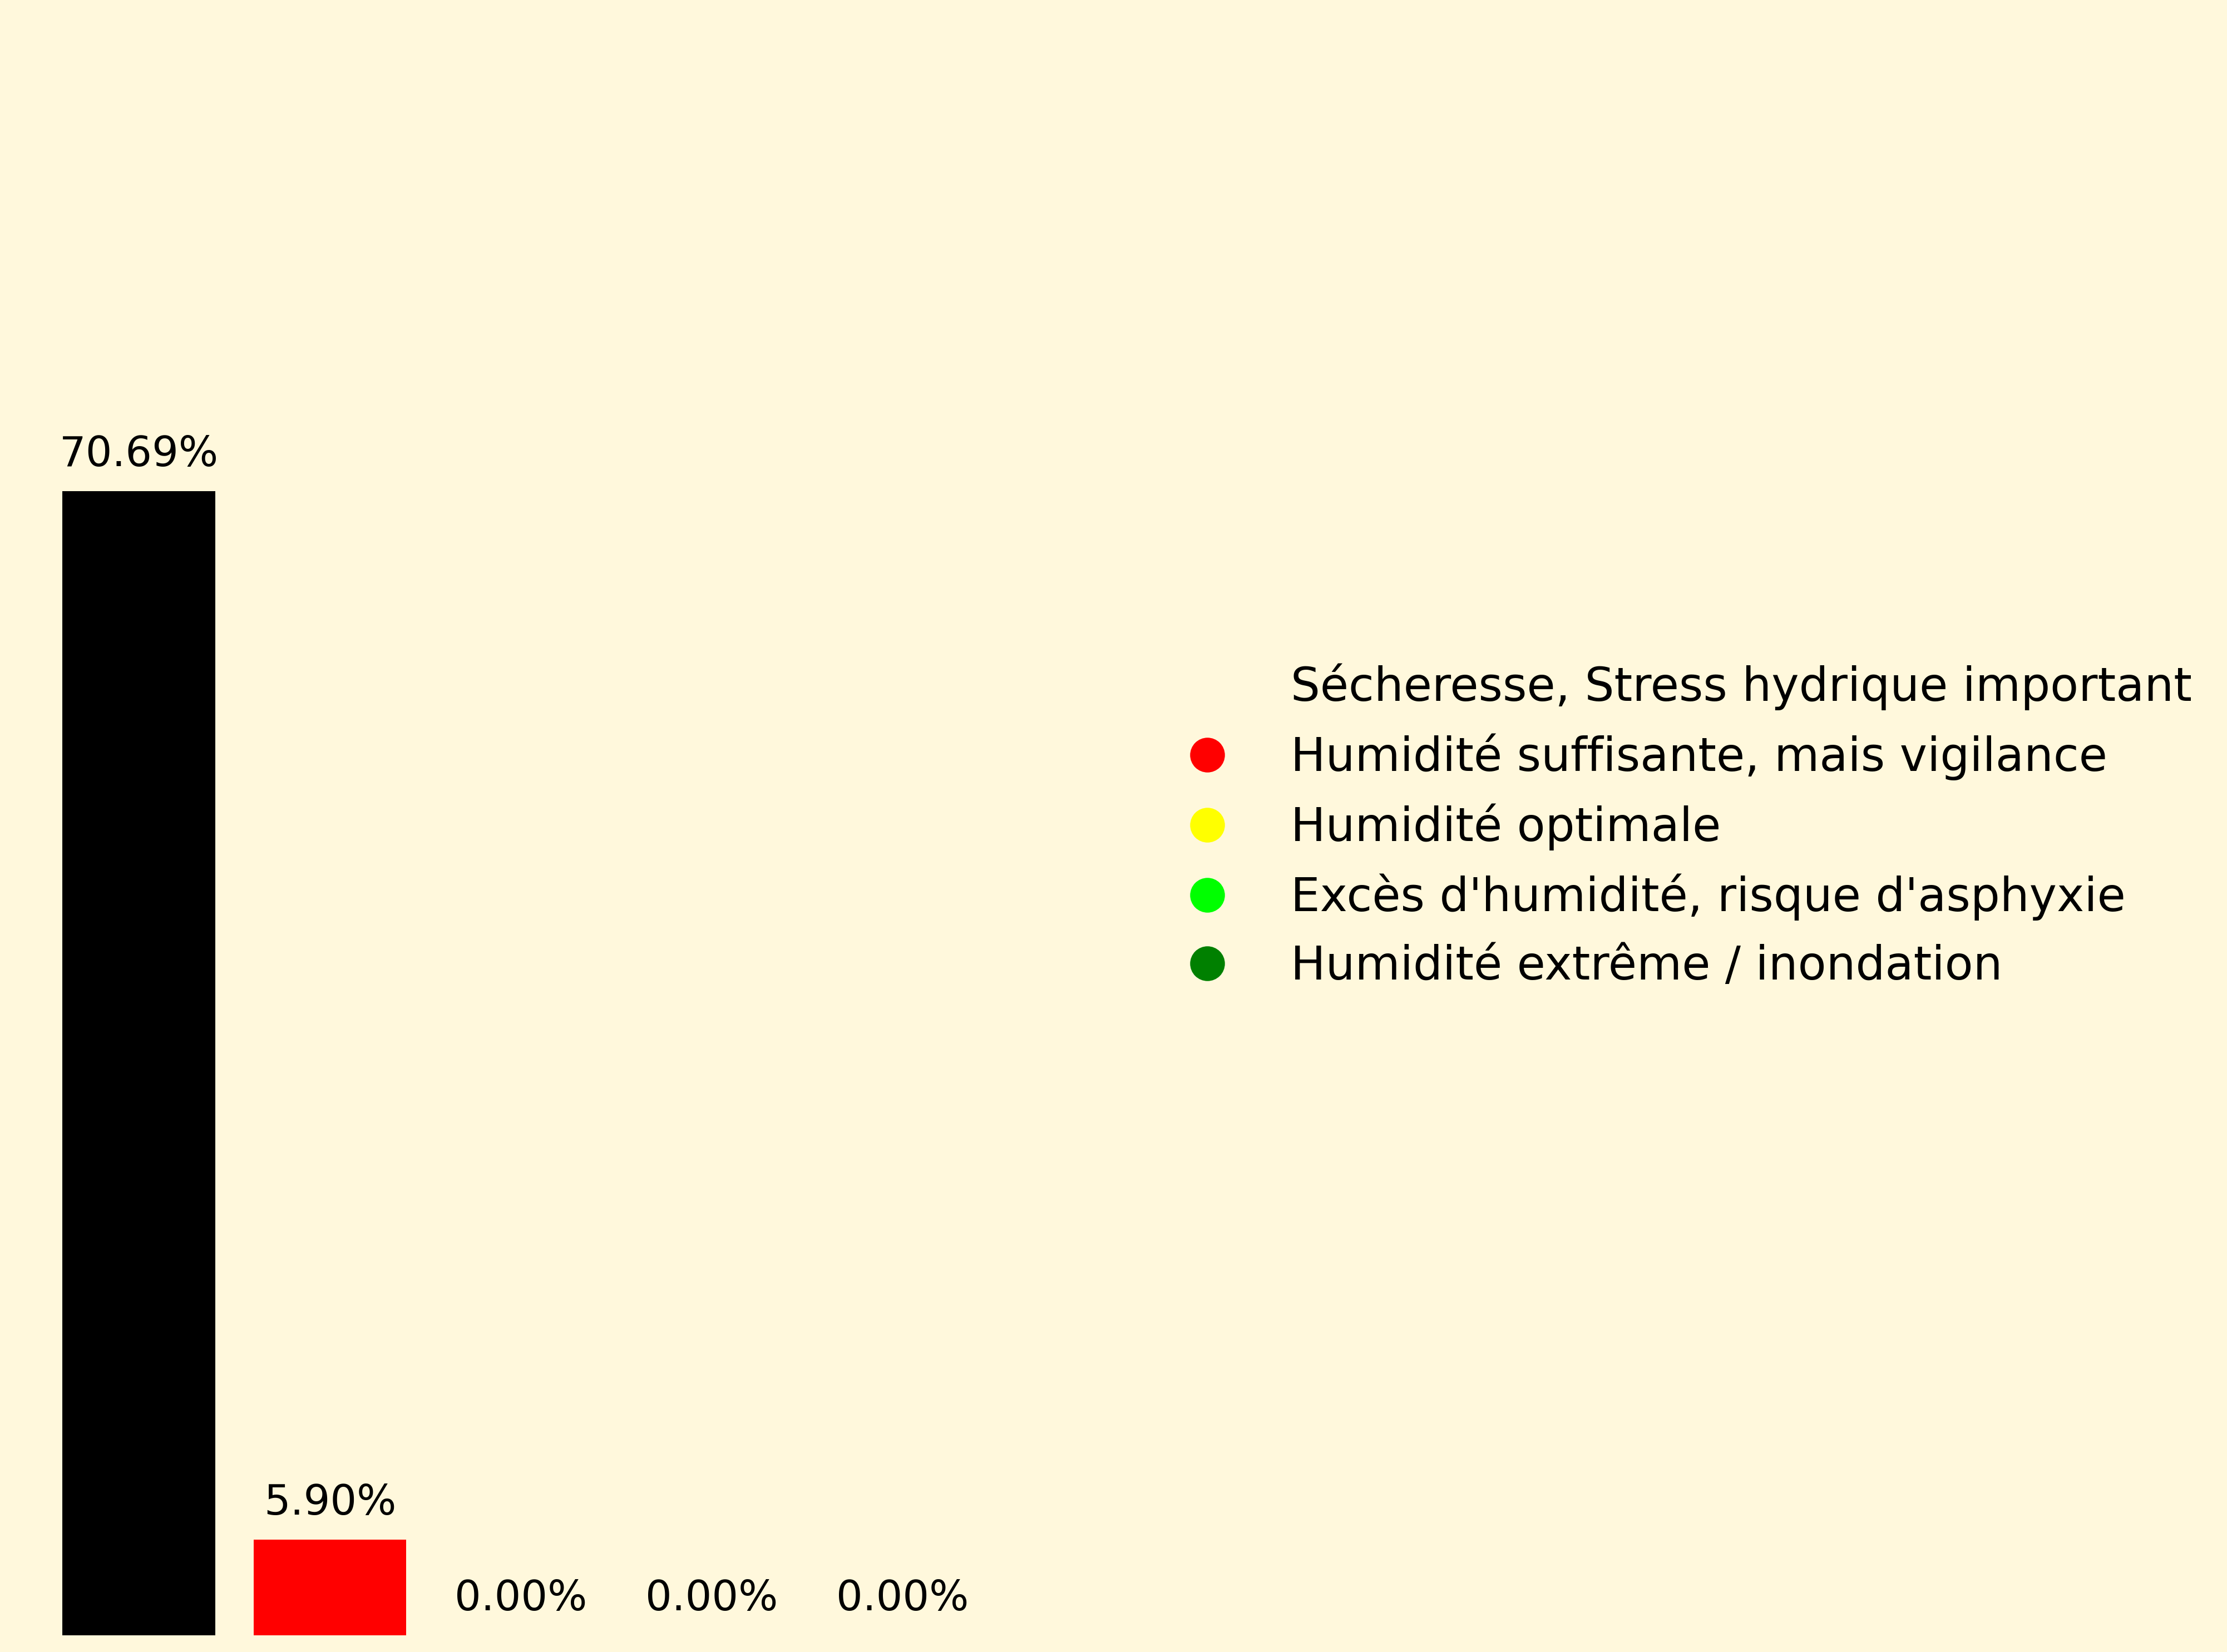 70.69%
5.90%
0.00%
0.00%
0.00%
Sécheresse, Stress hydrique important
Humidité suffisante, mais vigilance
Humidité optimale
Excès d'humidité, risque d'asphyxie
Humidité extrême / inondation